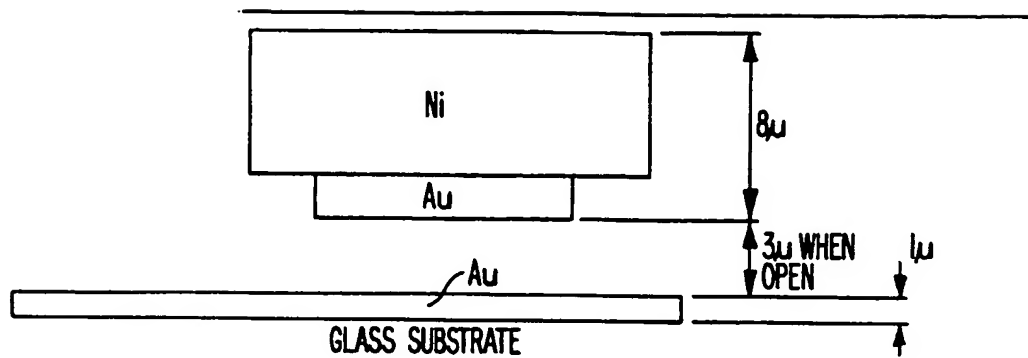 Ni
8μ
Au
3μ WHEN
OPEN
1μ
Au
GLASS SUBSTRATE